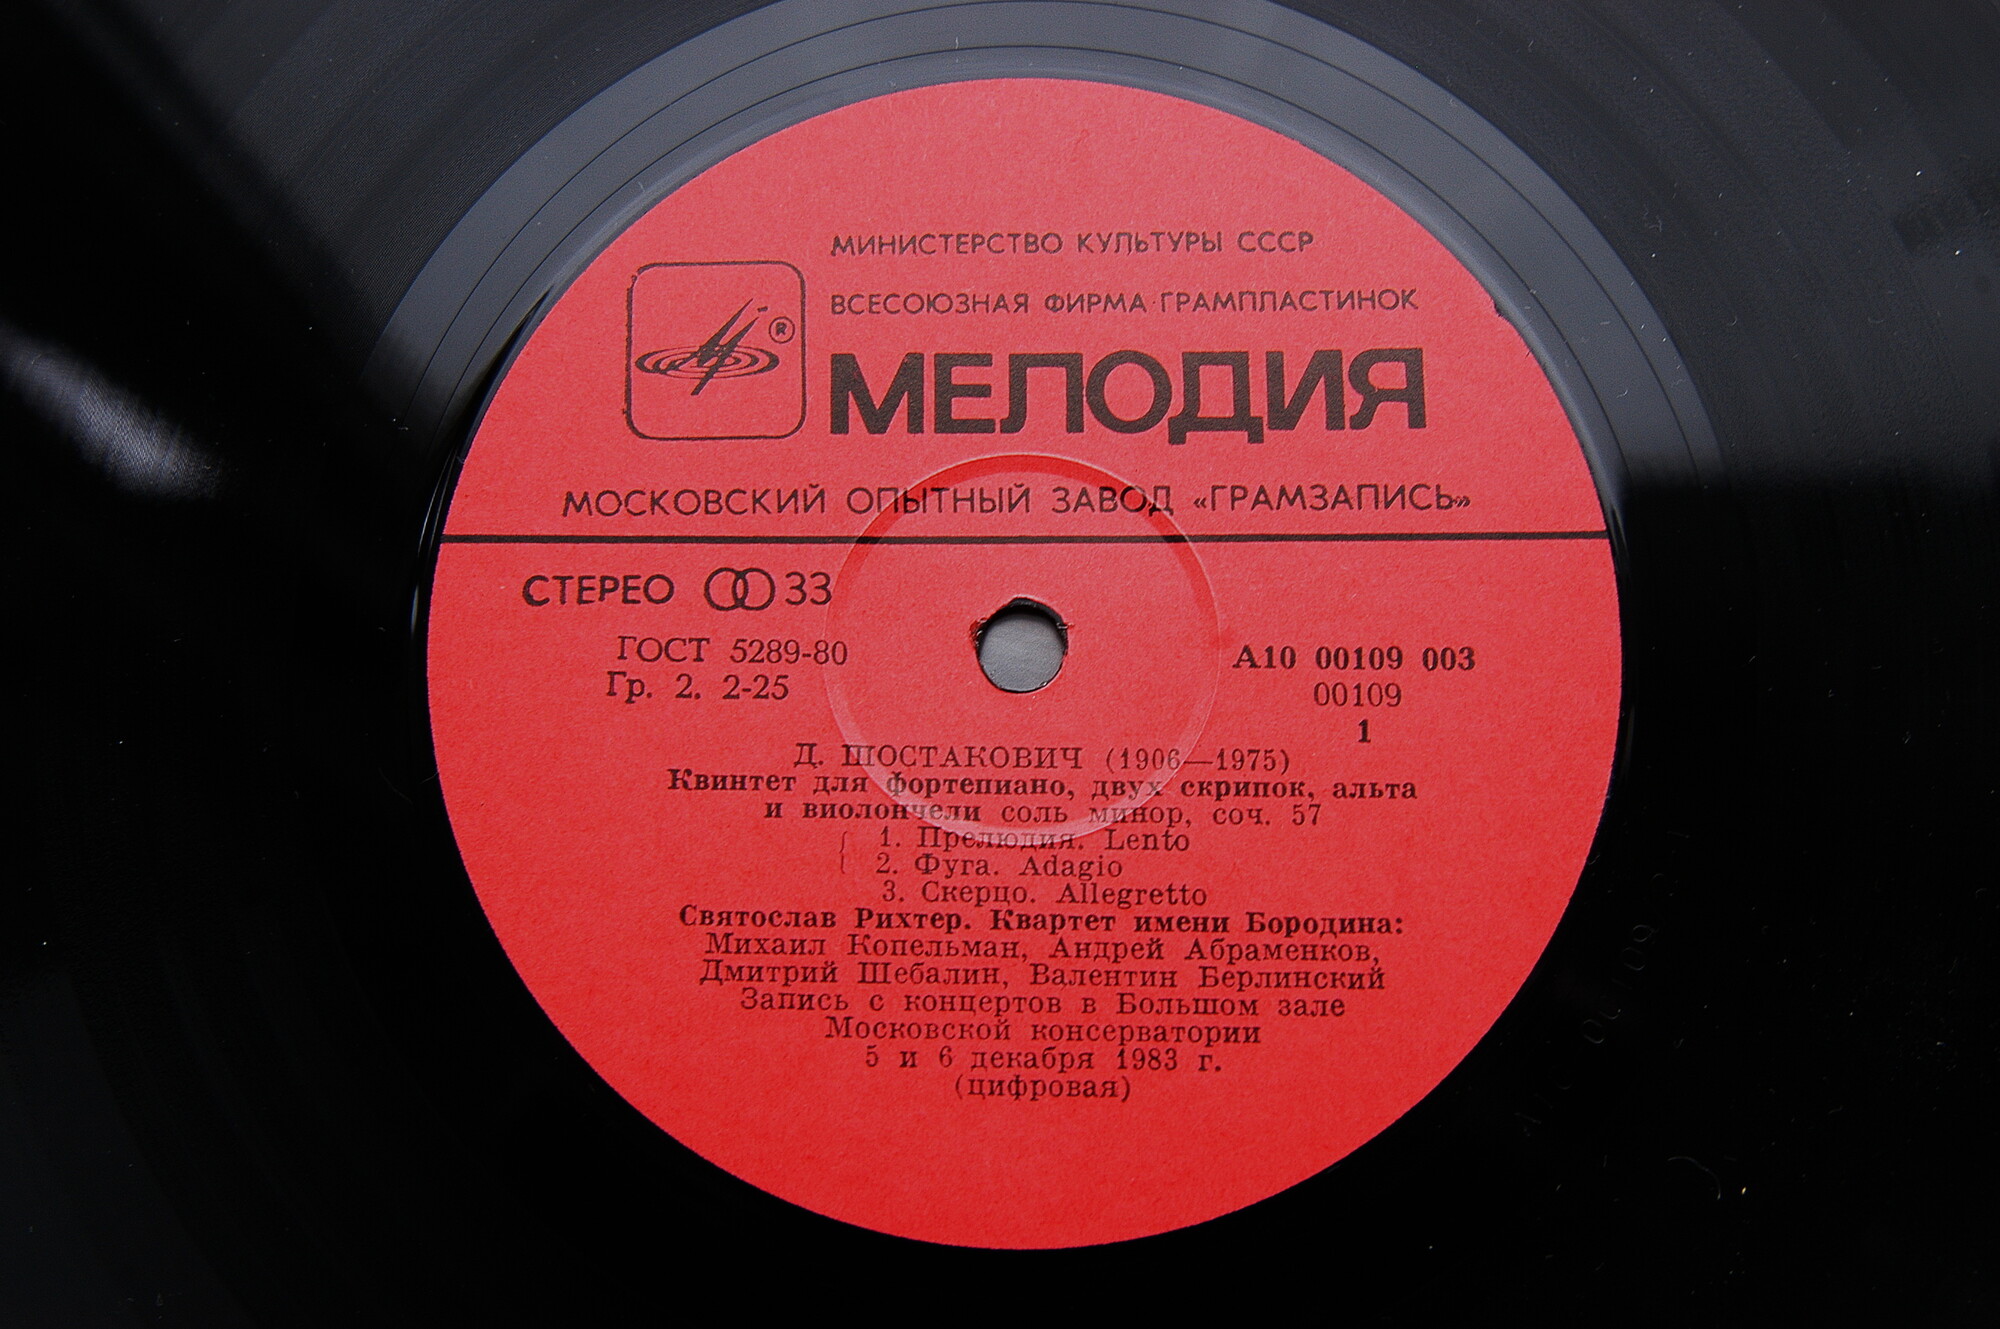 МИНИСТЕРСТВО КУЛЬТУРЫ СССР
ВСЕСОЮЗНАЯ ФИРМА ГРАМПЛАСТИНОК
®
МЕЛОДИЯ
МОСКОВСКИЙ ОПЫТНЫЙ ЗАВОД «ГРАМЗАПИСЬ»
СТЕРЕО 33
ГОСТ 5289-80
Гр. 2. 2-25
А10 00109 003
00109
1
Д. ШОСТАКОВИЧ (1906—1975)
Квинтет для фортепиано, двух скрипок, альта
и виолончели соль минор, соч. 57
1. Прелюдия. Lento
2. Фуга. Adagio
3. Скерцо. Allegretto
Святослав Рихтер. Квартет имени Бородина:
Михаил Копельман, Андрей Абраменков,
Дмитрий Шебалин, Валентин Берлинский
Запись с концертов в Большом зале
Московской консерватории
5 и 6 декабря 1983 г.
(цифровая)